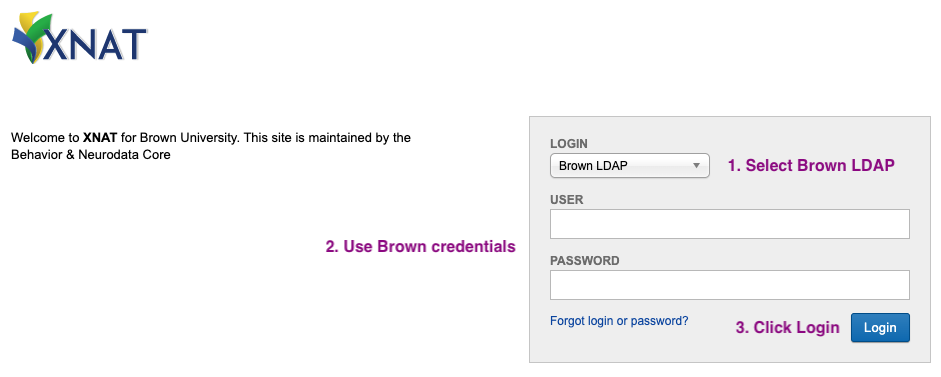 XNAT
Welcome to XNAT for Brown University. This site is maintained by the
Behavior & Neurodata Core
LOGIN
Brown LDAP
1. Select Brown LDAP
USER
2. Use Brown credentials
PASSWORD
Forgot login or password?
3. Click Login
Login